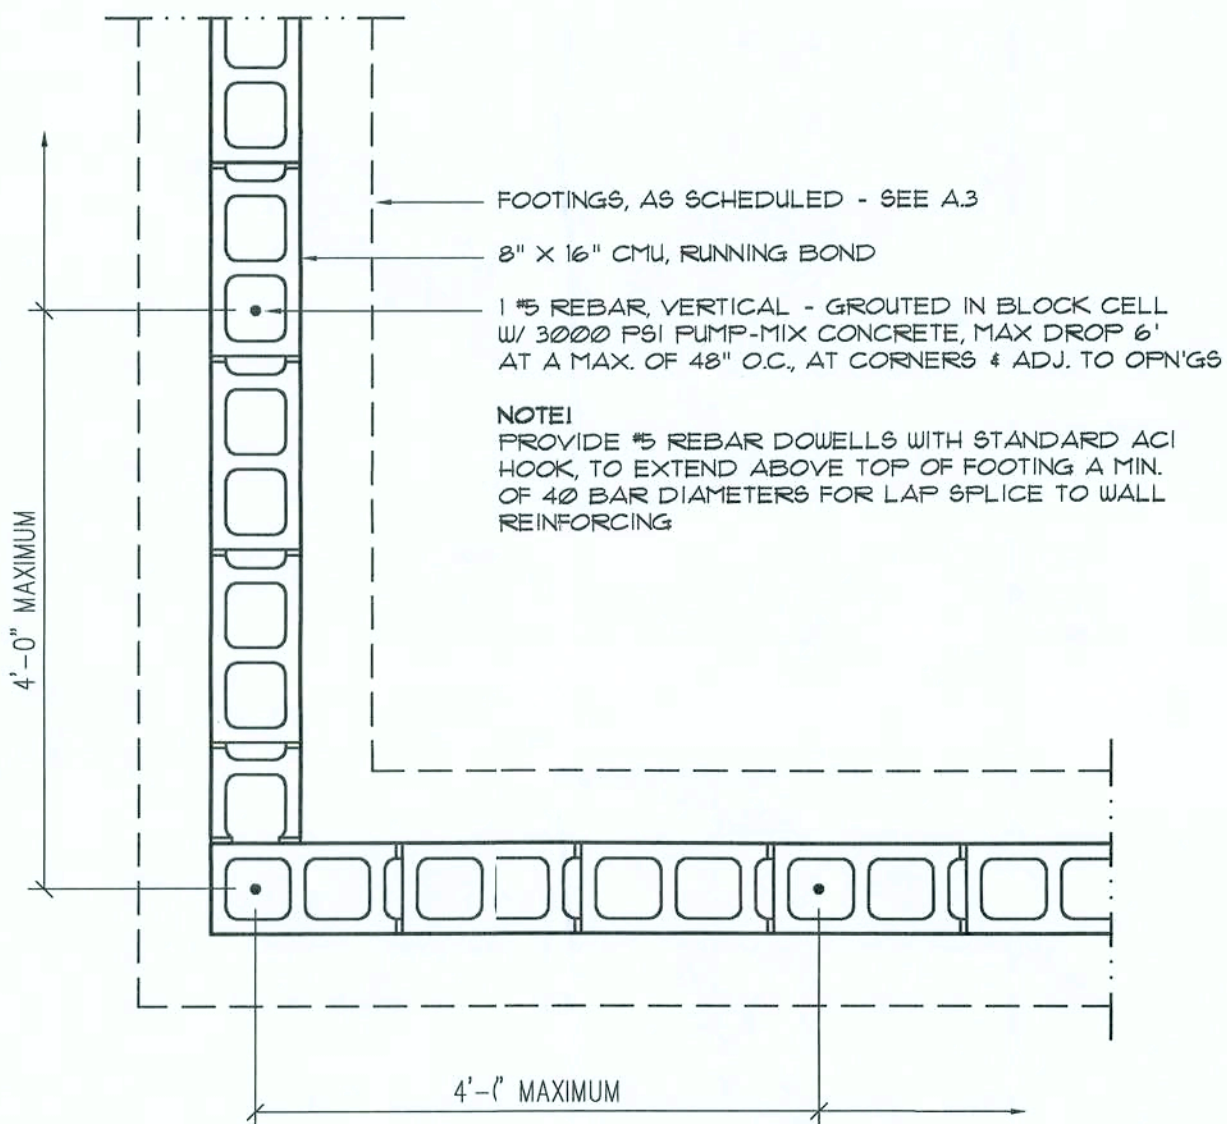 FOOTINGS, AS SCHEDULED - SEE A.3
8" X 16" CMU, RUNNING BOND
1 #5 REBAR, VERTICAL - GROUTED IN BLOCK CELL
W/ 3000 PSI PUMP-MIX CONCRETE, MAX DROP 6'
AT A MAX. OF 48" O.C., AT CORNERS & ADJ. TO OPN'GS
NOTE!
PROVIDE #5 REBAR DOWELLS WITH STANDARD ACI
HOOK, TO EXTEND ABOVE TOP OF FOOTING A MIN.
OF 40 BAR DIAMETERS FOR LAP SPLICE TO WALL
REINFORCING
4'-0" MAXIMUM
MAXIMUM